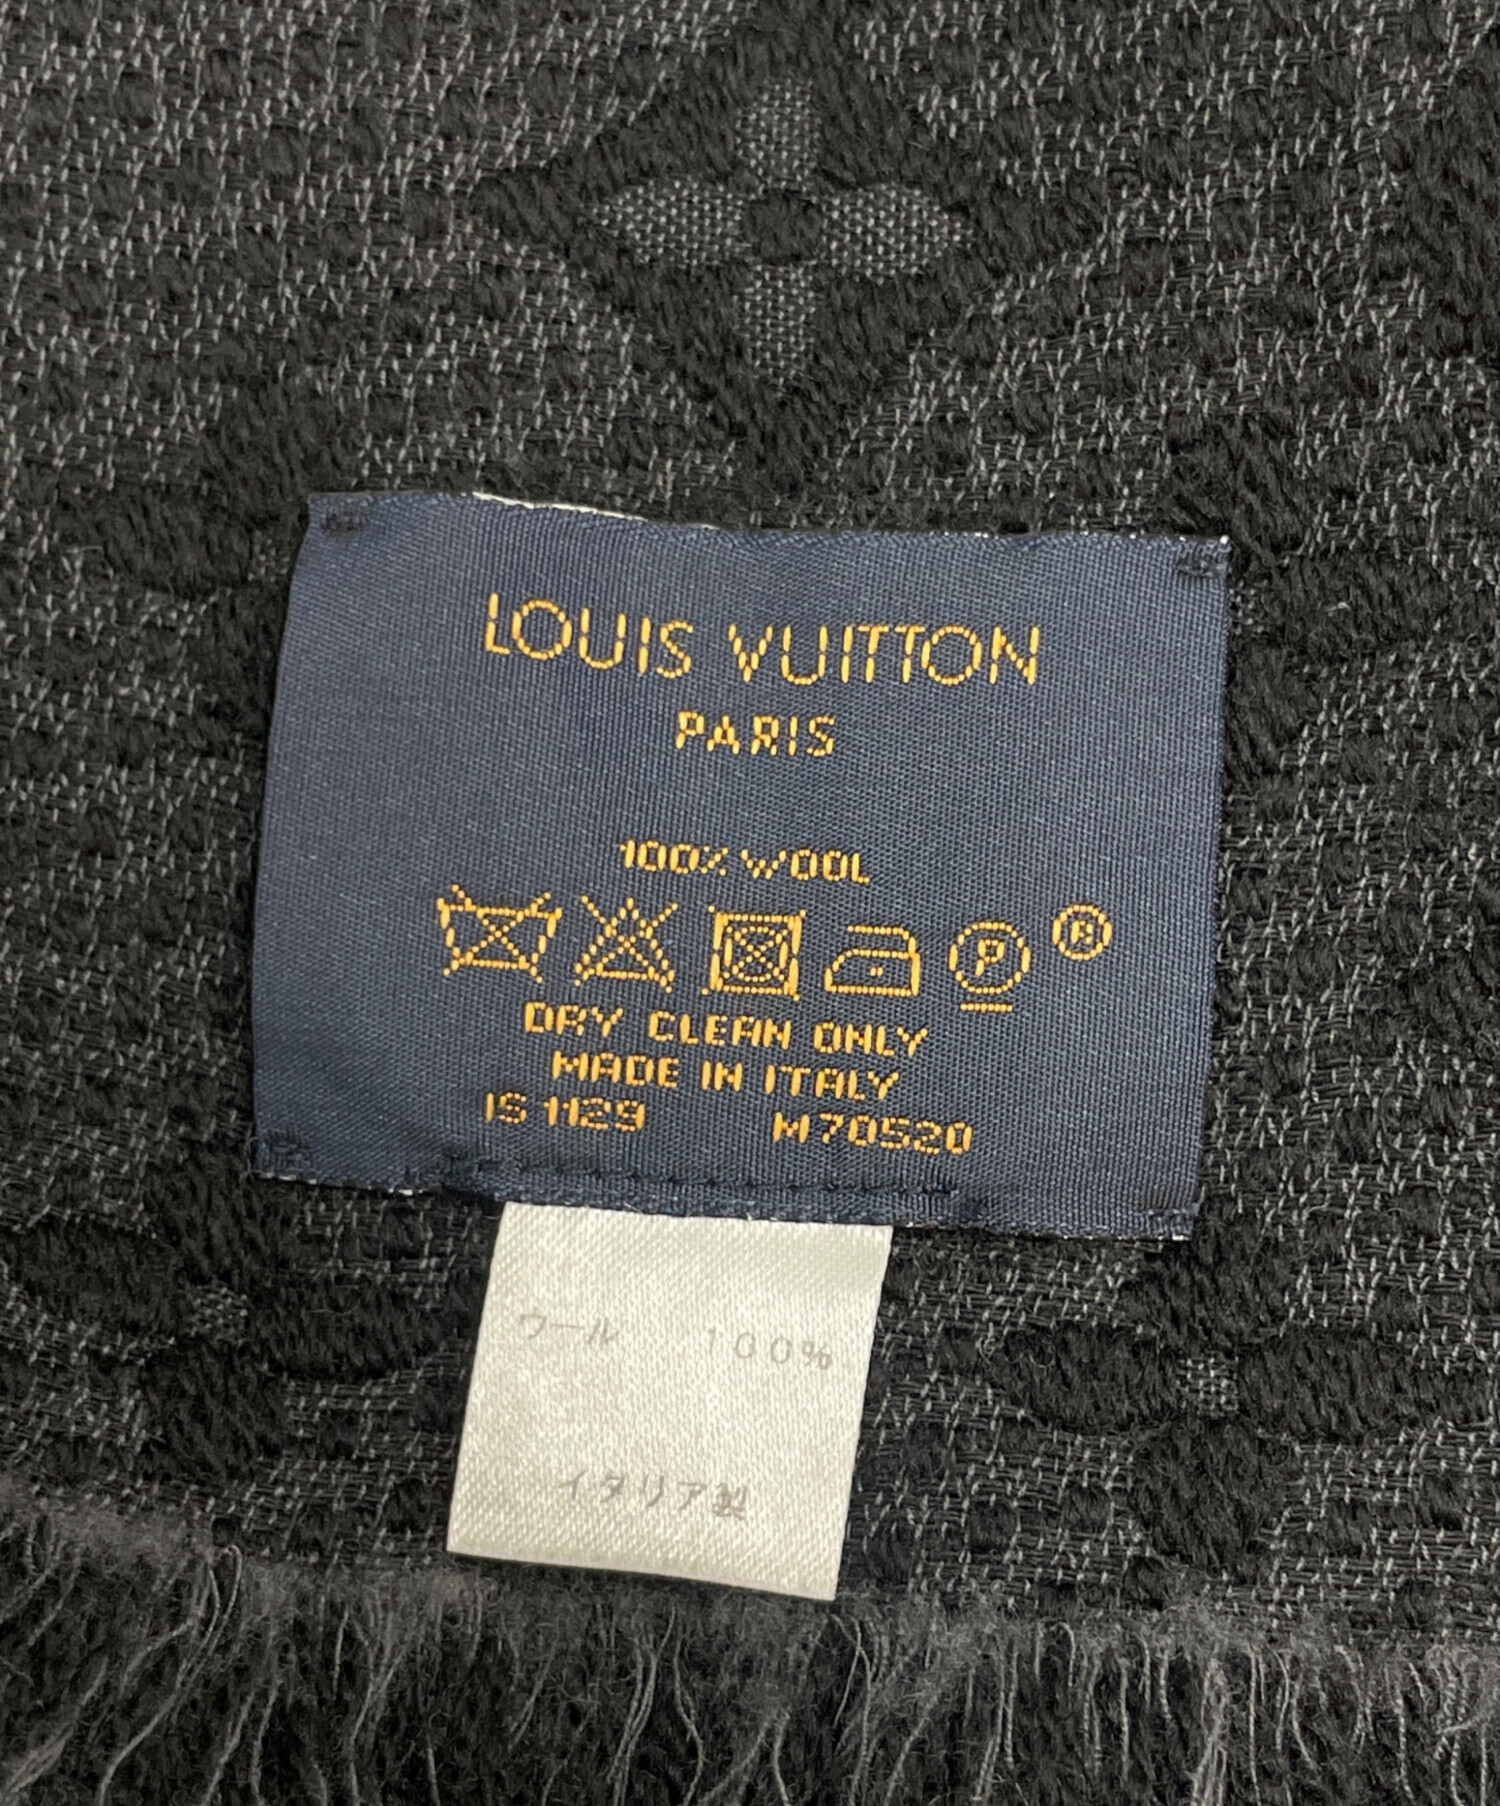 LOUIS VUITTON
PARIS
100% WOOL
P ®
DRY CLEAN ONLY
MADE IN ITALY
IS 1129 M70520
ウール 100%
イタリア製